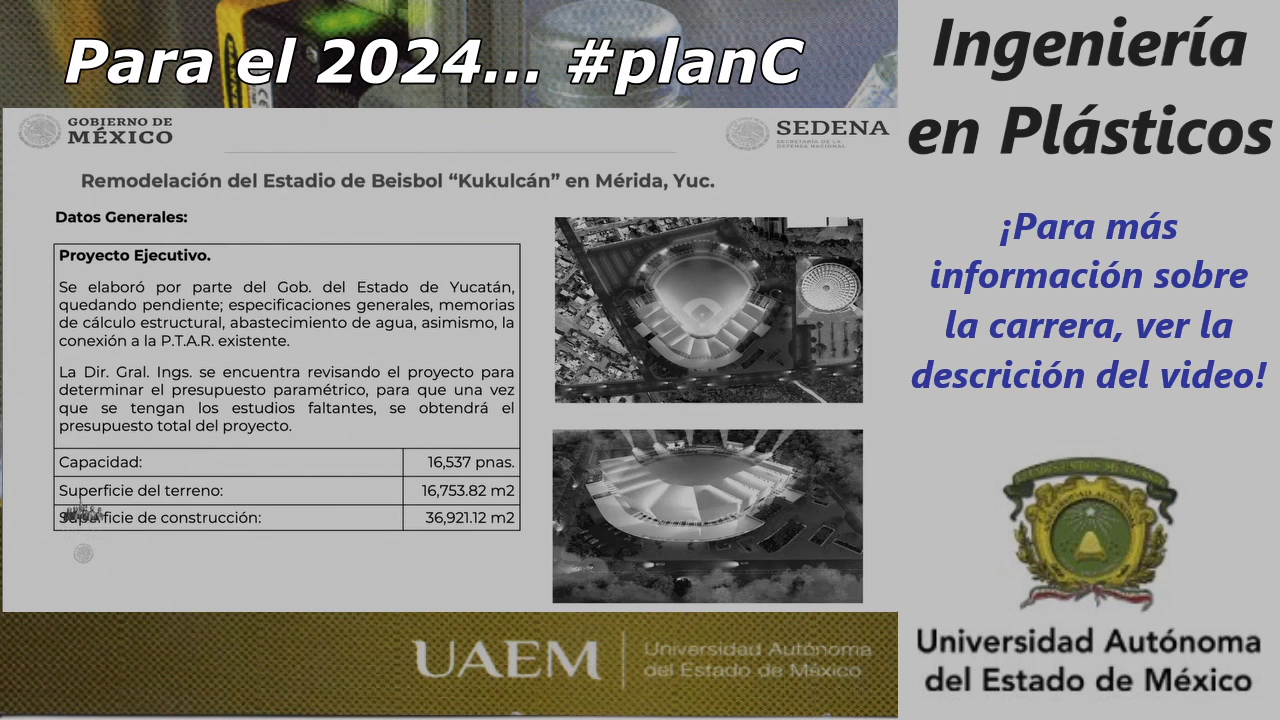 Para el 2024... #planC
GOBIERNO DE
MÉXICO
SEDENA
SECRETARÍA DE LA
DEFENSA NACIONAL
Remodelación del Estadio de Beisbol “Kukulcán” en Mérida, Yuc.
Datos Generales:
Proyecto Ejecutivo.
Se elaboró por parte del Gob. del Estado de Yucatán,
quedando pendiente; especificaciones generales, memorias
de cálculo estructural, abastecimiento de agua, asimismo, la
conexión a la P.T.A.R. existente.
La Dir. Gral. Ings. se encuentra revisando el proyecto para
determinar el presupuesto paramétrico, para que una vez
que se tengan los estudios faltantes, se obtendrá el
presupuesto total del proyecto.
Capacidad: 16,537 pnas.
Superficie del terreno: 16,753.82 m2
Superficie de construcción: 36,921.12 m2
UAEM
Universidad Autónoma
del Estado de México
Ingeniería
en Plásticos
¡Para más
información sobre
la carrera, ver la
descrición del video!
Universidad Autónoma
del Estado de México